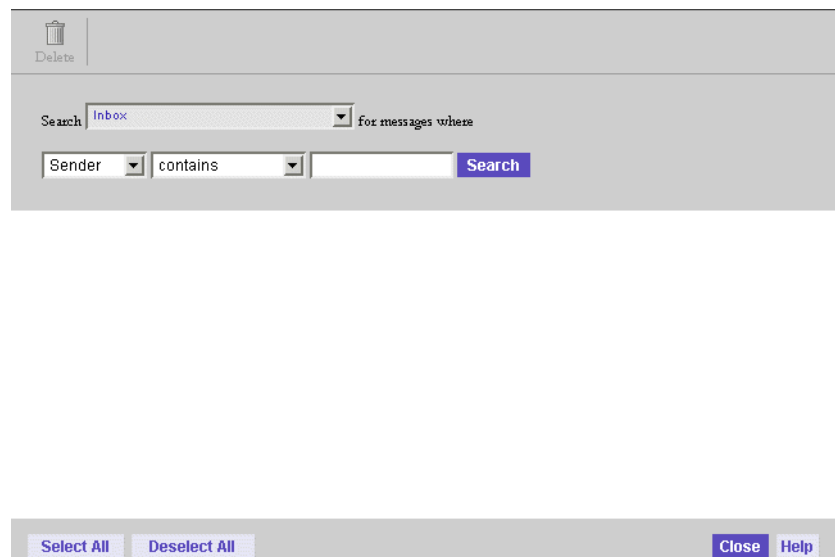 Delete
Search Inbox for messages where
Sender contains Search
Select All Deselect All Close Help